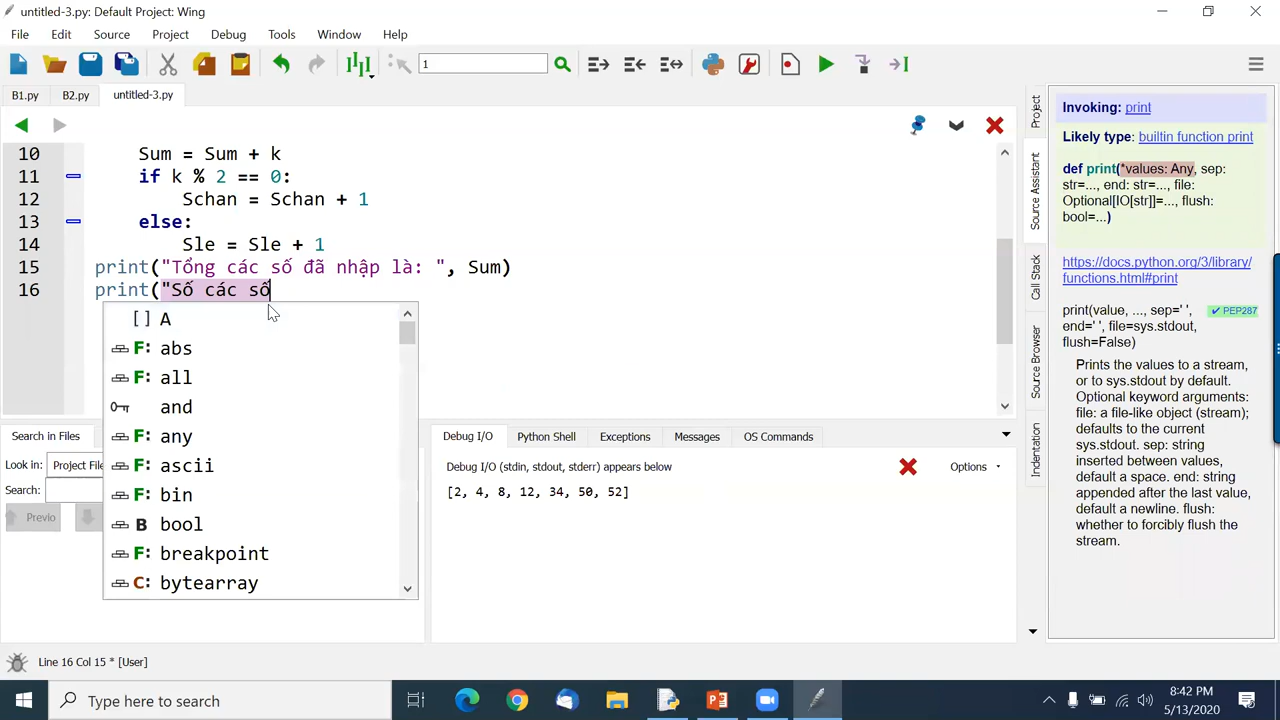 untitled-3.py: Default Project: Wing
File Edit Source Project Debug Tools Window Help
1
B1.py B2.py untitled-3.py
10 Sum = Sum + k
11 if k % 2 == 0:
12 Schan = Schan + 1
13 else:
14 Sle = Sle + 1
15 print("Tổng các số đã nhập là: ", Sum)
16 print("Số các số
[] A
F: abs
F: all
and
F: any
F: ascii
F: bin
B bool
F: breakpoint
C: bytearray
Search in Files
Look in: Project File
Search:
Previo
Debug I/O Python Shell Exceptions Messages OS Commands
Debug I/O (stdin, stdout, stderr) appears below
Options
[2, 4, 8, 12, 34, 50, 52]
Project
Source Assistant
Call Stack
Source Browser
Indentation
Invoking: print
Likely type: builtin function print
def print(*values: Any, sep:
str=..., end: str=..., file:
Optional[IO[str]]=..., flush:
bool=...)
https://docs.python.org/3/library/
functions.html#print
print(value, ..., sep=' ',
end=' ', file=sys.stdout,
flush=False)
✔ PEP287
Prints the values to a stream,
or to sys.stdout by default.
Optional keyword arguments:
file: a file-like object (stream);
defaults to the current
sys.stdout. sep: string
inserted between values,
default a space. end: string
appended after the last value,
default a newline. flush:
whether to forcibly flush the
stream.
Line 16 Col 15 * [User]
Type here to search
8:42 PM
5/13/2020